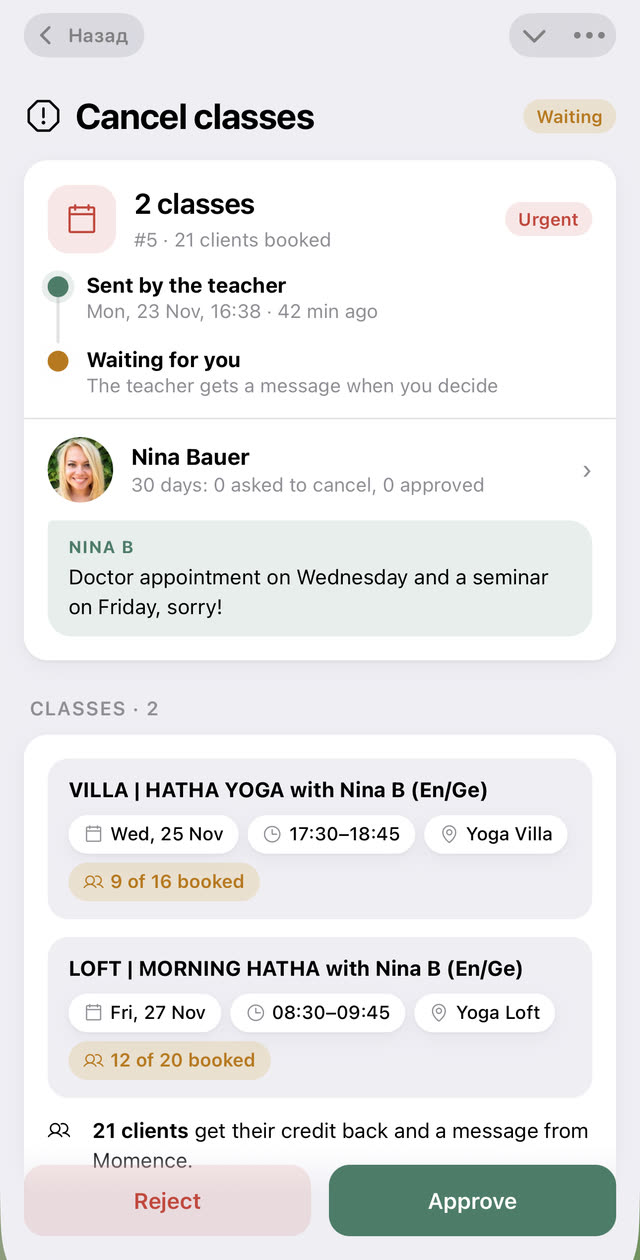 Назад
Cancel classes
Waiting
2 classes
#5 · 21 clients booked
Urgent
Sent by the teacher
Mon, 23 Nov, 16:38 · 42 min ago
Waiting for you
The teacher gets a message when you decide
Nina Bauer
30 days: 0 asked to cancel, 0 approved
NINA B
Doctor appointment on Wednesday and a seminar
on Friday, sorry!
CLASSES · 2
VILLA | HATHA YOGA with Nina B (En/Ge)
Wed, 25 Nov 17:30–18:45 Yoga Villa
9 of 16 booked
LOFT | MORNING HATHA with Nina B (En/Ge)
Fri, 27 Nov 08:30–09:45 Yoga Loft
12 of 20 booked
21 clients get their credit back and a message from
Momence.
Reject Approve